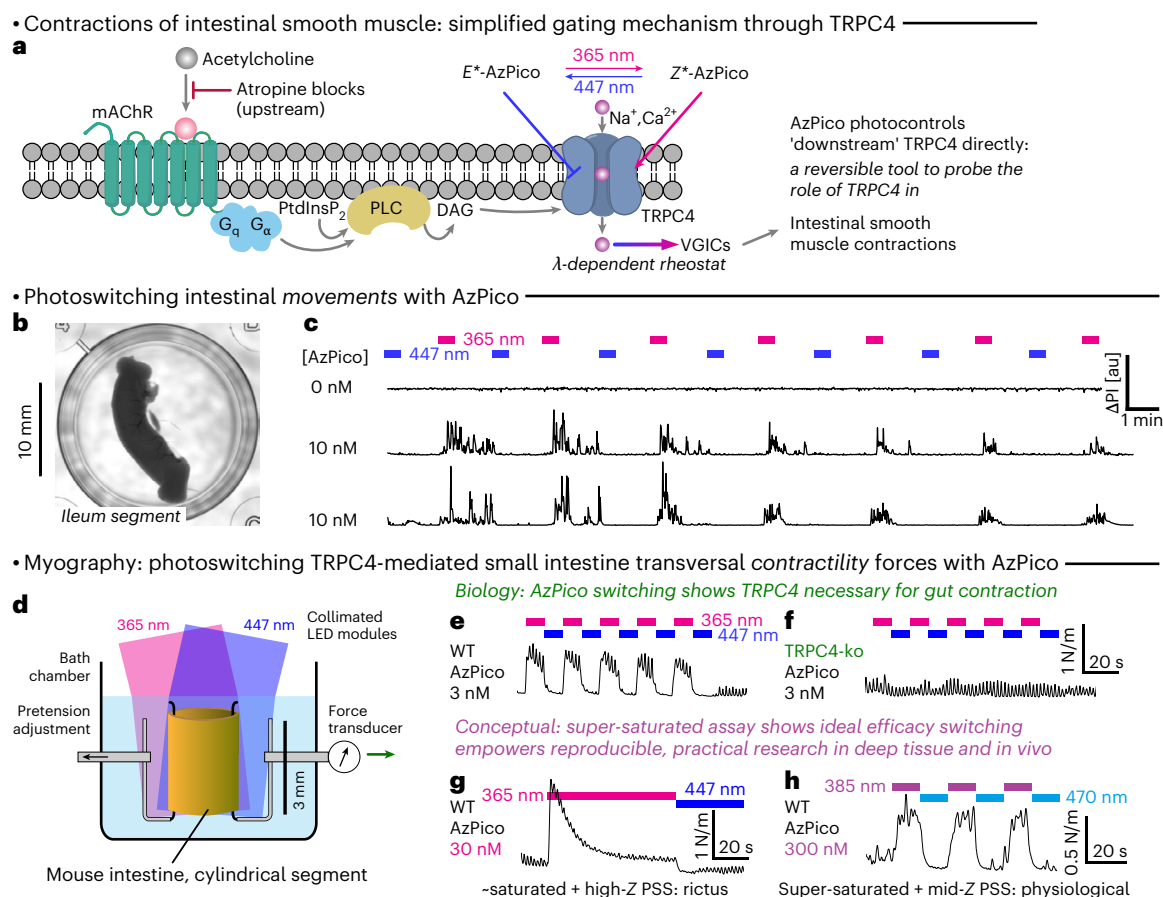 • Contractions of intestinal smooth muscle: simplified gating mechanism through TRPC4
a
Acetylcholine
Atropine blocks
(upstream)
mAChR
365 nm
E*-AzPico
Z*-AzPico
447 nm
Na⁺,Ca²⁺
AzPico photocontrols
'downstream' TRPC4 directly:
a reversible tool to probe the
role of TRPC4 in
Intestinal smooth
muscle contractions
PtdInsP₂
PLC
DAG
TRPC4
Gq Gα
VGICs
λ-dependent rheostat
• Photoswitching intestinal movements with AzPico
b
10 mm
Ileum segment
c
365 nm
[AzPico]
447 nm
0 nM
10 nM
10 nM
ΔPI [au]
1 min
• Myography: photoswitching TRPC4-mediated small intestine transversal contractility forces with AzPico
d
365 nm
447 nm
Collimated
LED modules
Bath
chamber
Pretension
adjustment
Force
transducer
3 mm
Mouse intestine, cylindrical segment
Biology: AzPico switching shows TRPC4 necessary for gut contraction
e
365 nm
447 nm
WT
AzPico
3 nM
f
TRPC4-ko
AzPico
3 nM
1 N/m
20 s
Conceptual: super-saturated assay shows ideal efficacy switching
empowers reproducible, practical research in deep tissue and in vivo
g
365 nm
447 nm
WT
AzPico
30 nM
1 N/m
20 s
~saturated + high-Z PSS: rictus
h
385 nm
470 nm
WT
AzPico
300 nM
0.5 N/m
20 s
Super-saturated + mid-Z PSS: physiological